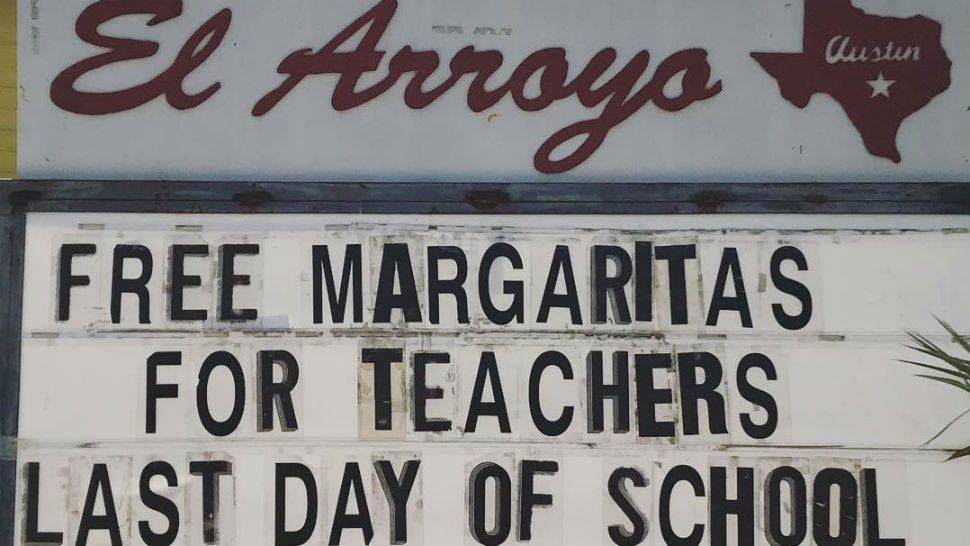 El Arroyo
Austin
FREE MARGARITAS
FOR TEACHERS
LAST DAY OF SCHOOL